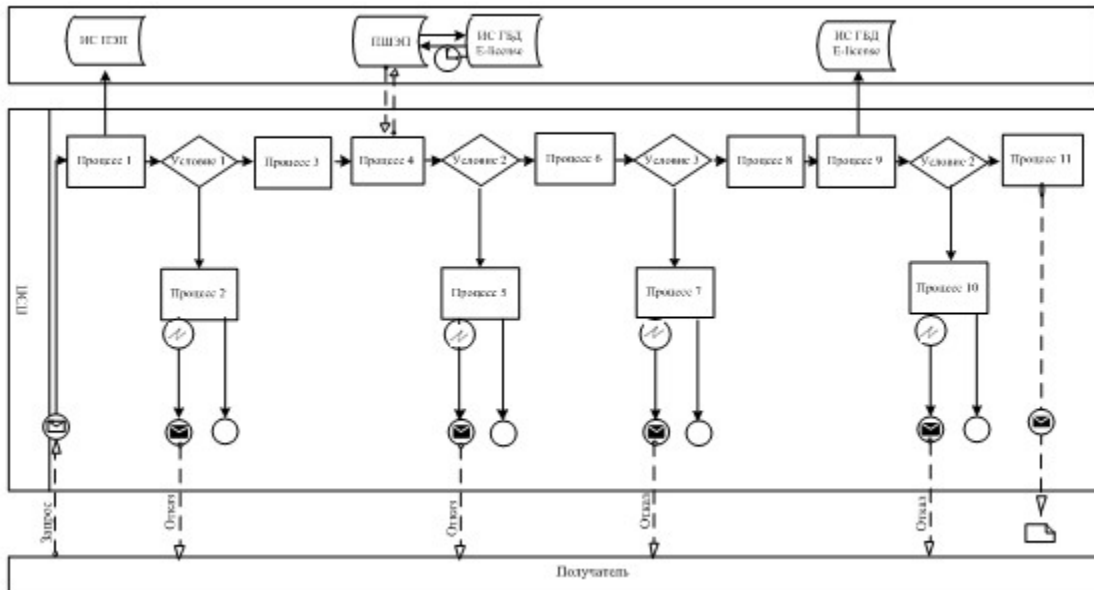 ИС ПЭП
ПШЭП
ИС ГБД
E-license
ИС ГБД
E-license
Процесс 1
Условие 1
Процесс 3
Процесс 4
Условие 2
Процесс 6
Условие 3
Процесс 8
Процесс 9
Условие 2
Процесс 11
Процесс 2
Процесс 5
Процесс 7
Процесс 10
Запрос
Отказ
Отказ
Отказ
Отказ
Получатель